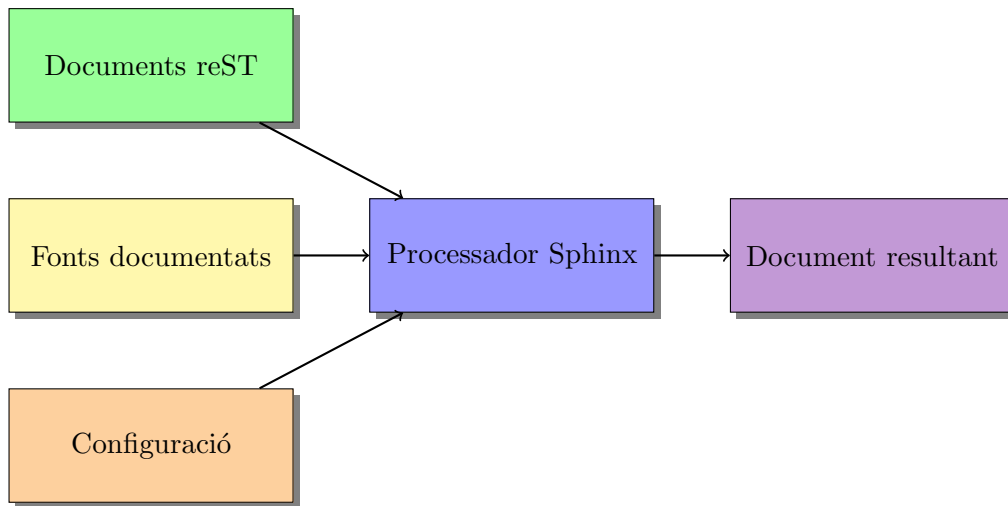 Documents reST
Fonts documentats
Processador Sphinx
Document resultant
Configuració